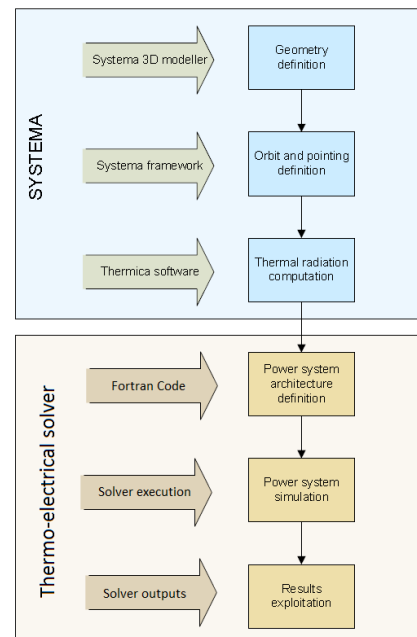 SYSTEMA
Systema 3D modeller
Geometry
definition
Systema framework
Orbit and pointing
definition
Thermica software
Thermal radiation
computation
Thermo-electrical solver
Fortran Code
Power system
architecture
definition
Solver execution
Power system
simulation
Solver outputs
Results
exploitation